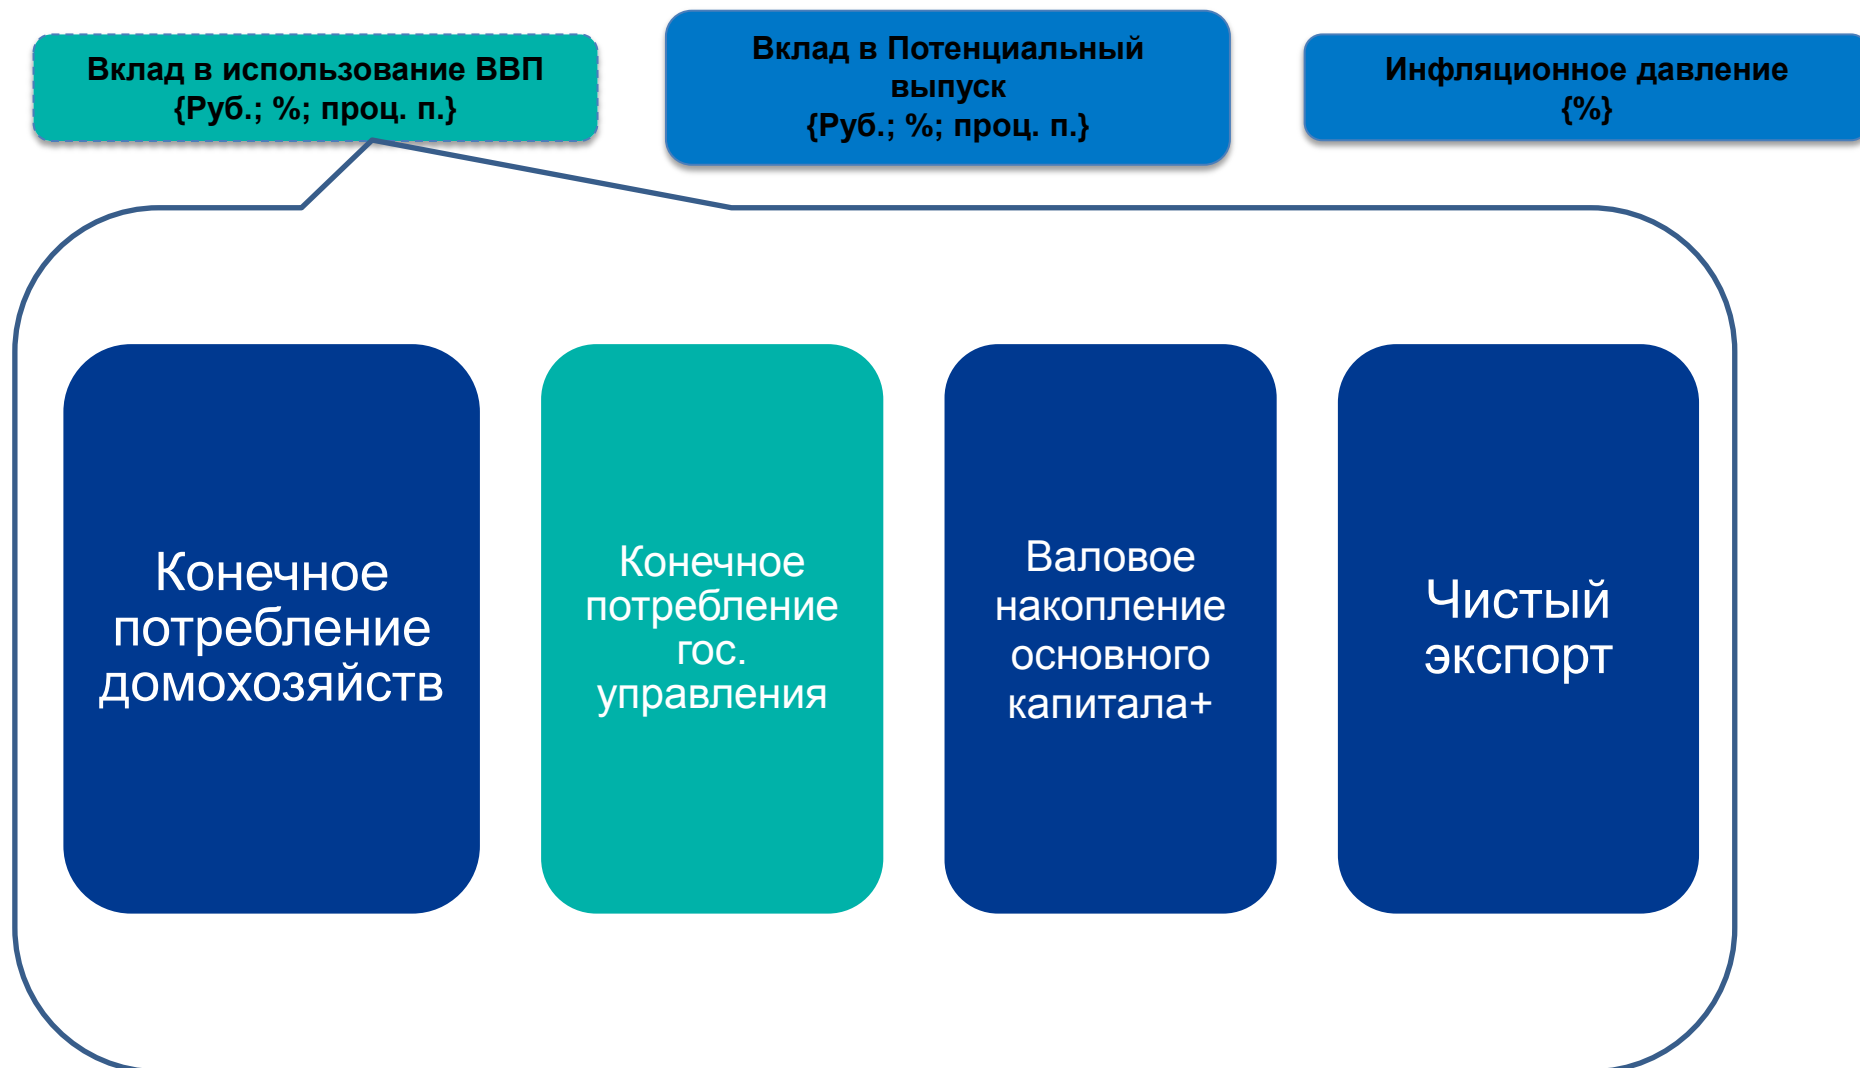 Вклад в использование ВВП
{Руб.; %; проц. п.}
Вклад в Потенциальный
выпуск
{Руб.; %; проц. п.}
Инфляционное давление
{%}
Конечное
потребление
домохозяйств
Конечное
потребление
гос.
управления
Валовое
накопление
основного
капитала+
Чистый
экспорт